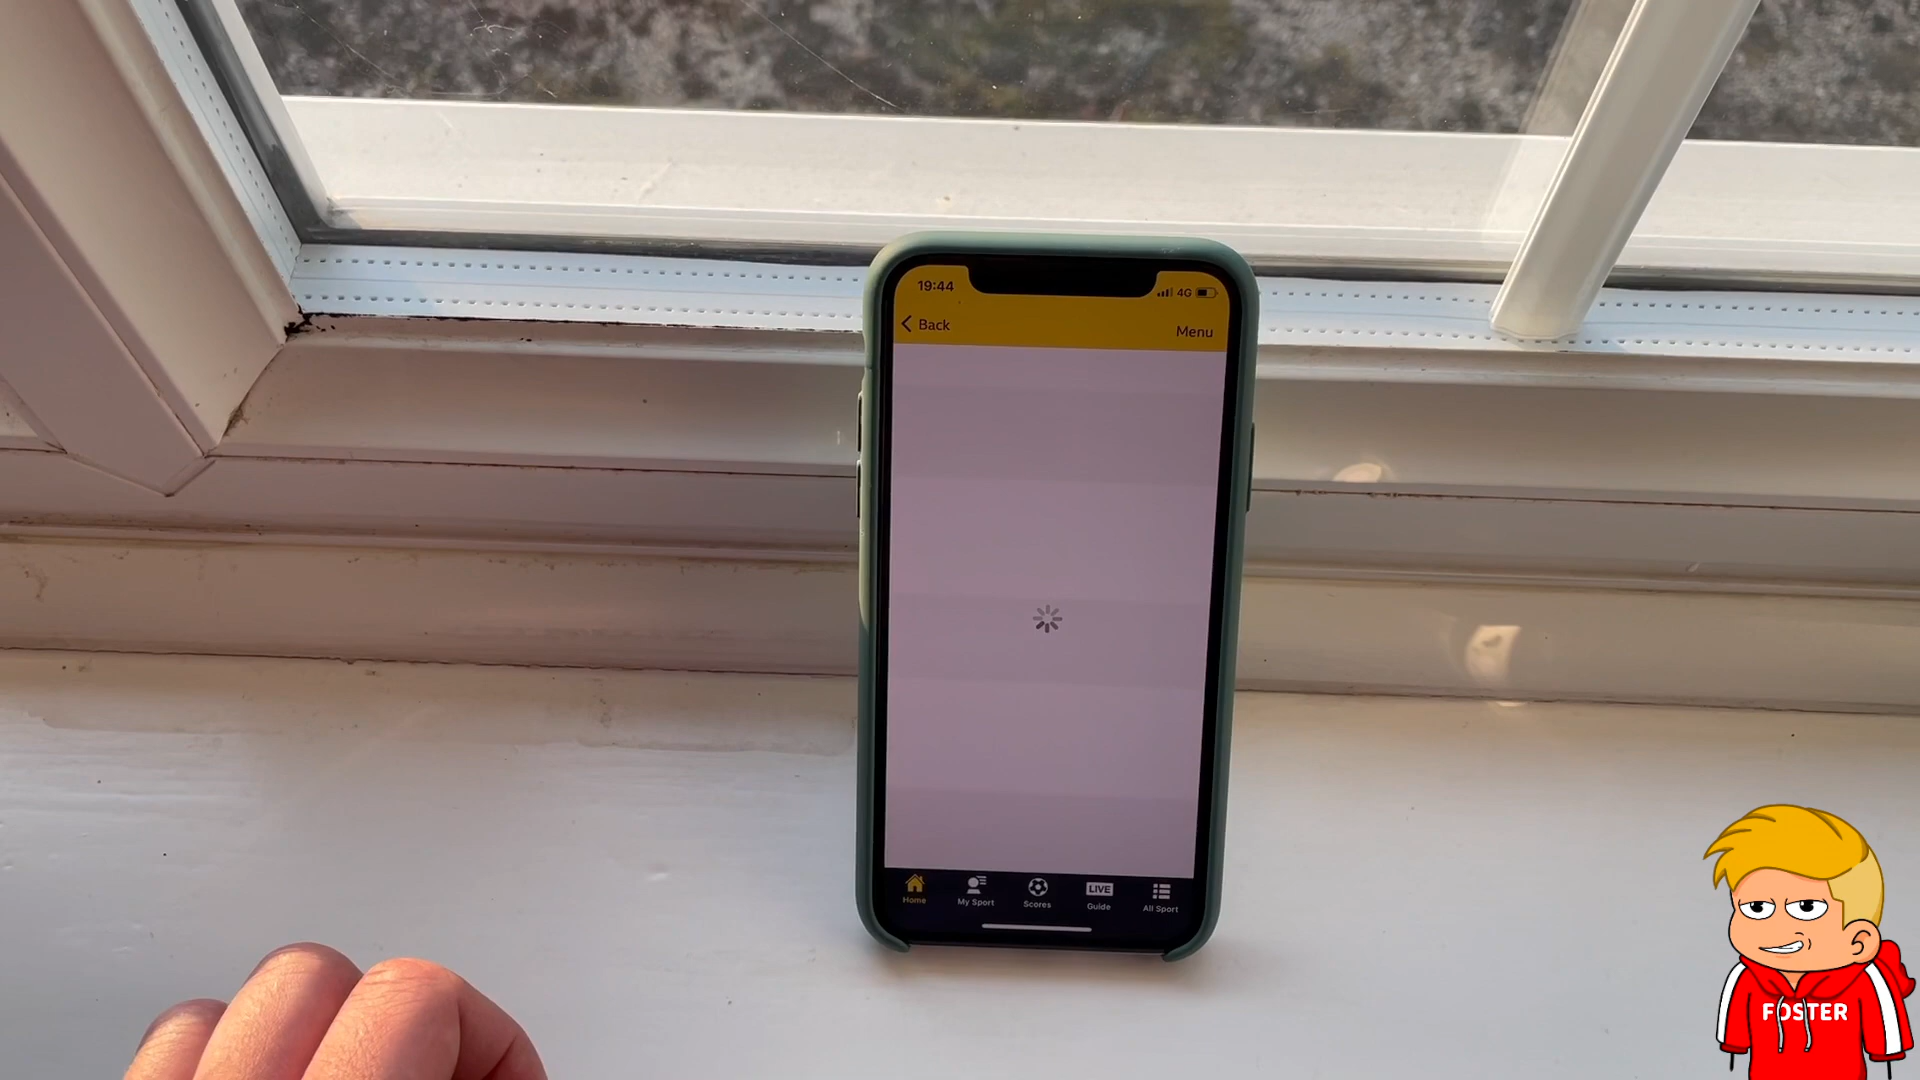 19:44
4G
Back
Menu
Home
My Sport
Scores
LIVE
Guide
All Sport
FOSTER